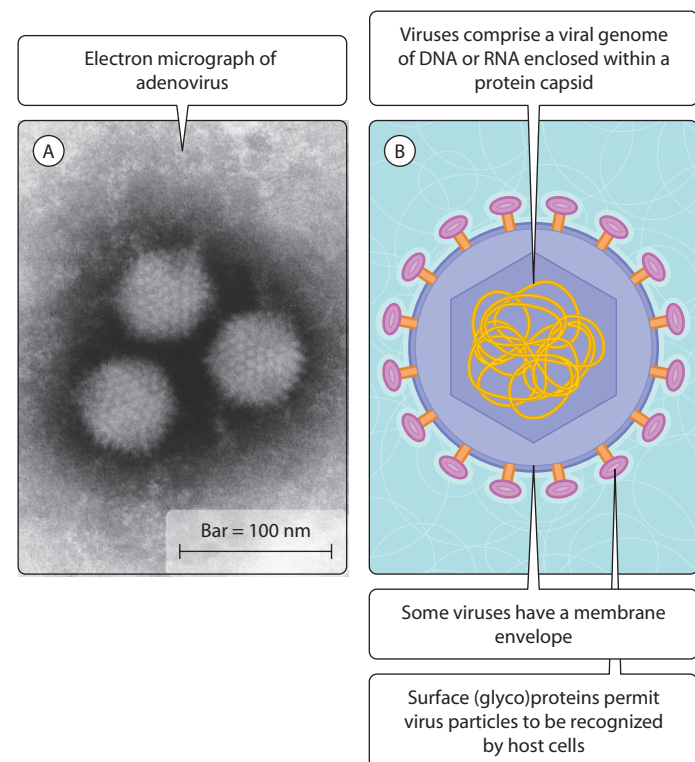 Electron micrograph of
adenovirus
Viruses comprise a viral genome
of DNA or RNA enclosed within a
protein capsid
A
B
Bar = 100 nm
Some viruses have a membrane
envelope
Surface (glyco)proteins permit
virus particles to be recognized
by host cells